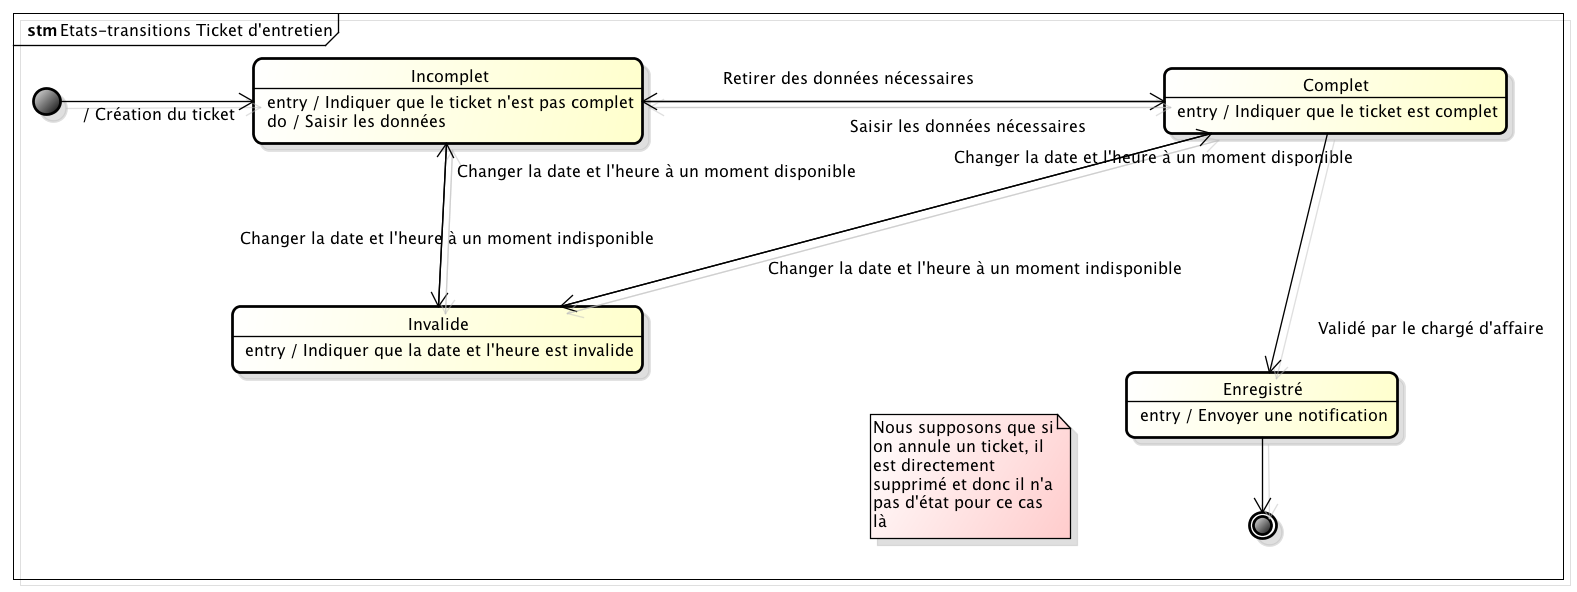 stm Etats-transitions Ticket d'entretien
Incomplet
entry / Indiquer que le ticket n'est pas complet
do / Saisir les données
/ Création du ticket
Retirer des données nécessaires
Saisir les données nécessaires
Complet
entry / Indiquer que le ticket est complet
Changer la date et l'heure à un moment disponible
Changer la date et l'heure à un moment disponible
Changer la date et l'heure à un moment indisponible
Changer la date et l'heure à un moment indisponible
Invalide
entry / Indiquer que la date et l'heure est invalide
Validé par le chargé d'affaire
Enregistré
entry / Envoyer une notification
Nous supposons que si
on annule un ticket, il
est directement
supprimé et donc il n'a
pas d'état pour ce cas
là